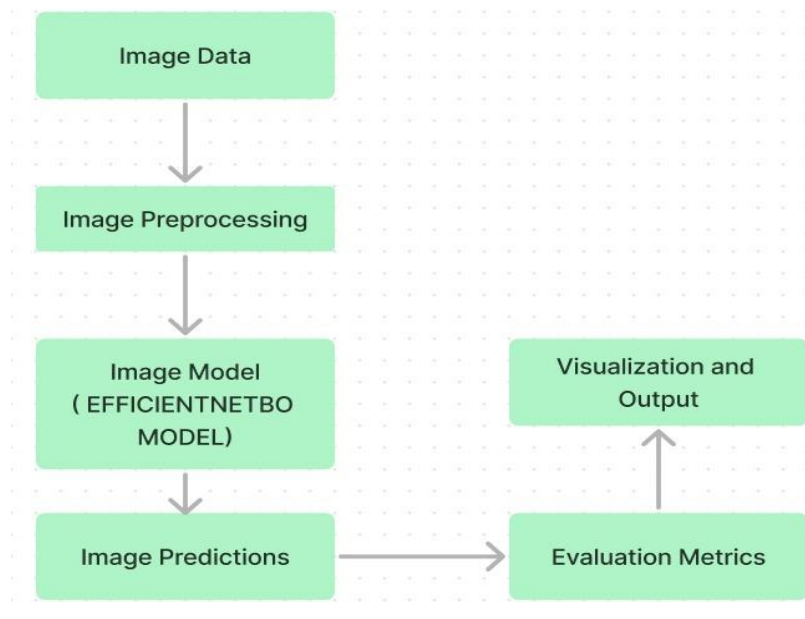 Image Data
Image Preprocessing
Image Model
( EFFICIENTNETBO
MODEL)
Image Predictions
Evaluation Metrics
Visualization and
Output